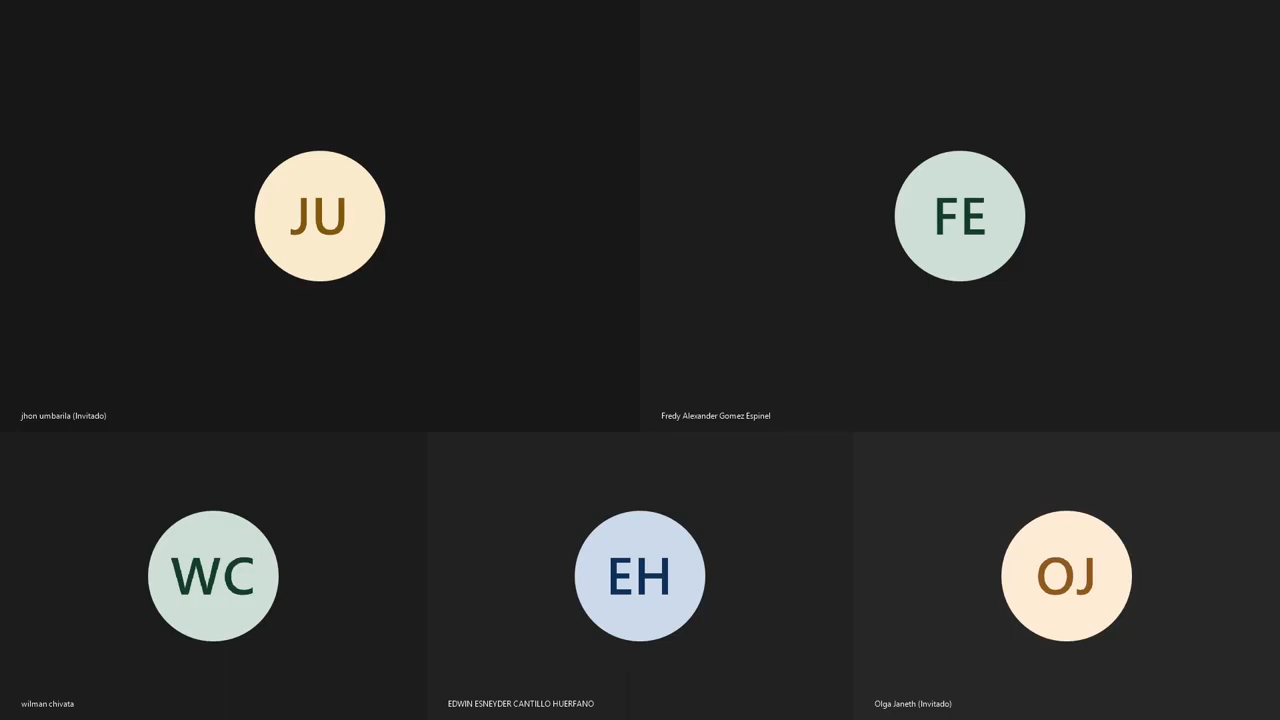 JU
FE
jhon umbarila (Invitado)
Fredy Alexander Gomez Espinel
WC
EH
OJ
wilman chivata
EDWIN ESNEYDER CANTILLO HUERFANO
Olga Janeth (Invitado)